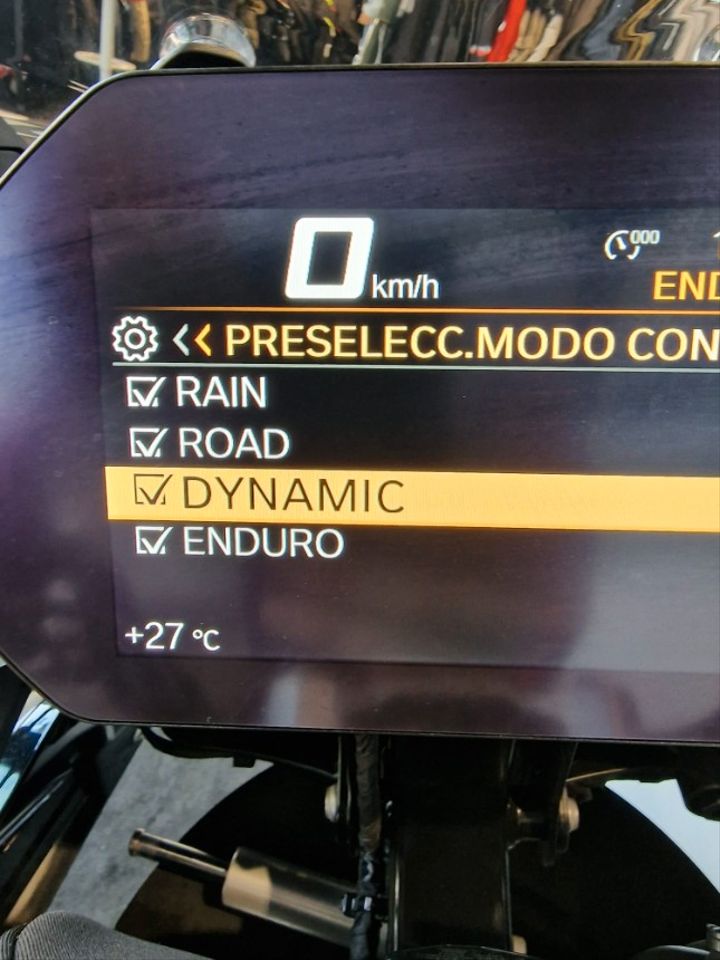 0 km/h
000
END
PRESELECC.MODO CON
RAIN
ROAD
DYNAMIC
ENDURO
+27 °C